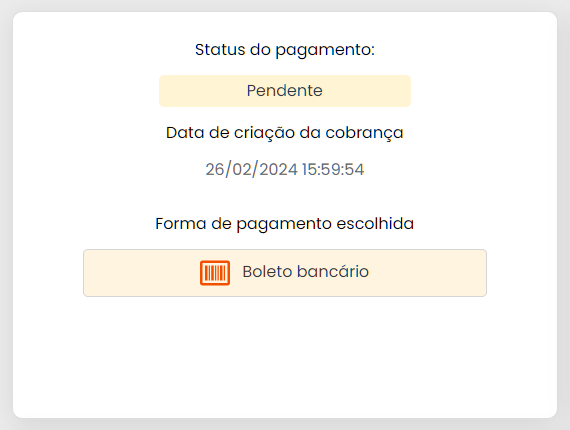 Status do pagamento:
Pendente
Data de criação da cobrança
26/02/2024 15:59:54
Forma de pagamento escolhida
Boleto bancário